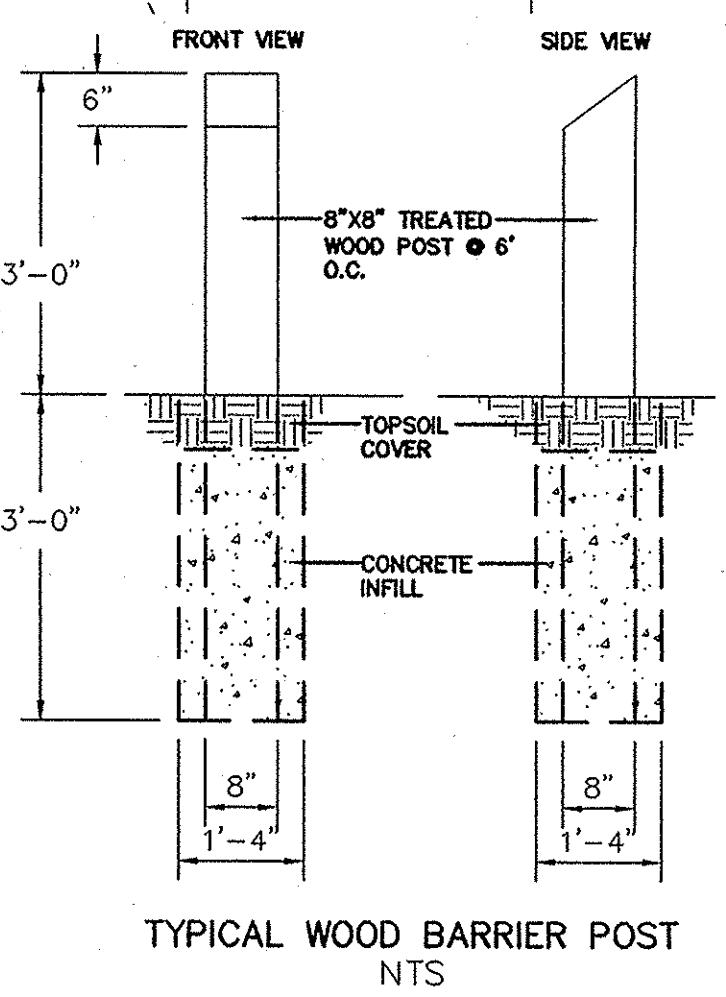 FRONT VIEW
SIDE VIEW
6"
8"X8" TREATED
WOOD POST @ 6'
O.C.
3'-0"
TOPSOIL
COVER
3'-0"
CONCRETE
INFILL
8"
8"
1'-4"
1'-4"
TYPICAL WOOD BARRIER POST
NTS